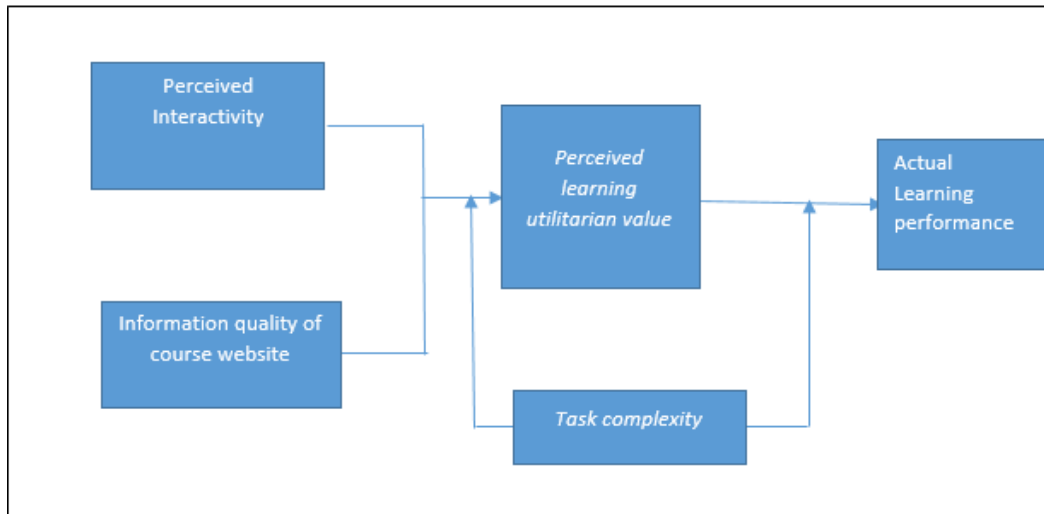 Perceived
Interactivity
Perceived
learning
utilitarian value
Actual
Learning
performance
Information quality of
course website
Task complexity